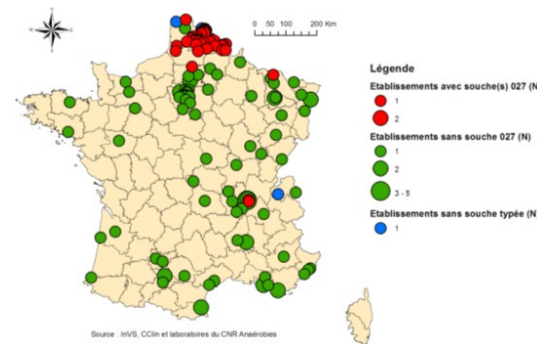 0 50 100 200 Km
Légende
Etablissements avec souche(s) 027 (N)
1
2
Etablissements sans souche 027 (N)
1
2
3 - 5
Etablissements sans souche typée (N)
1
Source : InVS, CClin et laboratoires du CNR Anaérobies